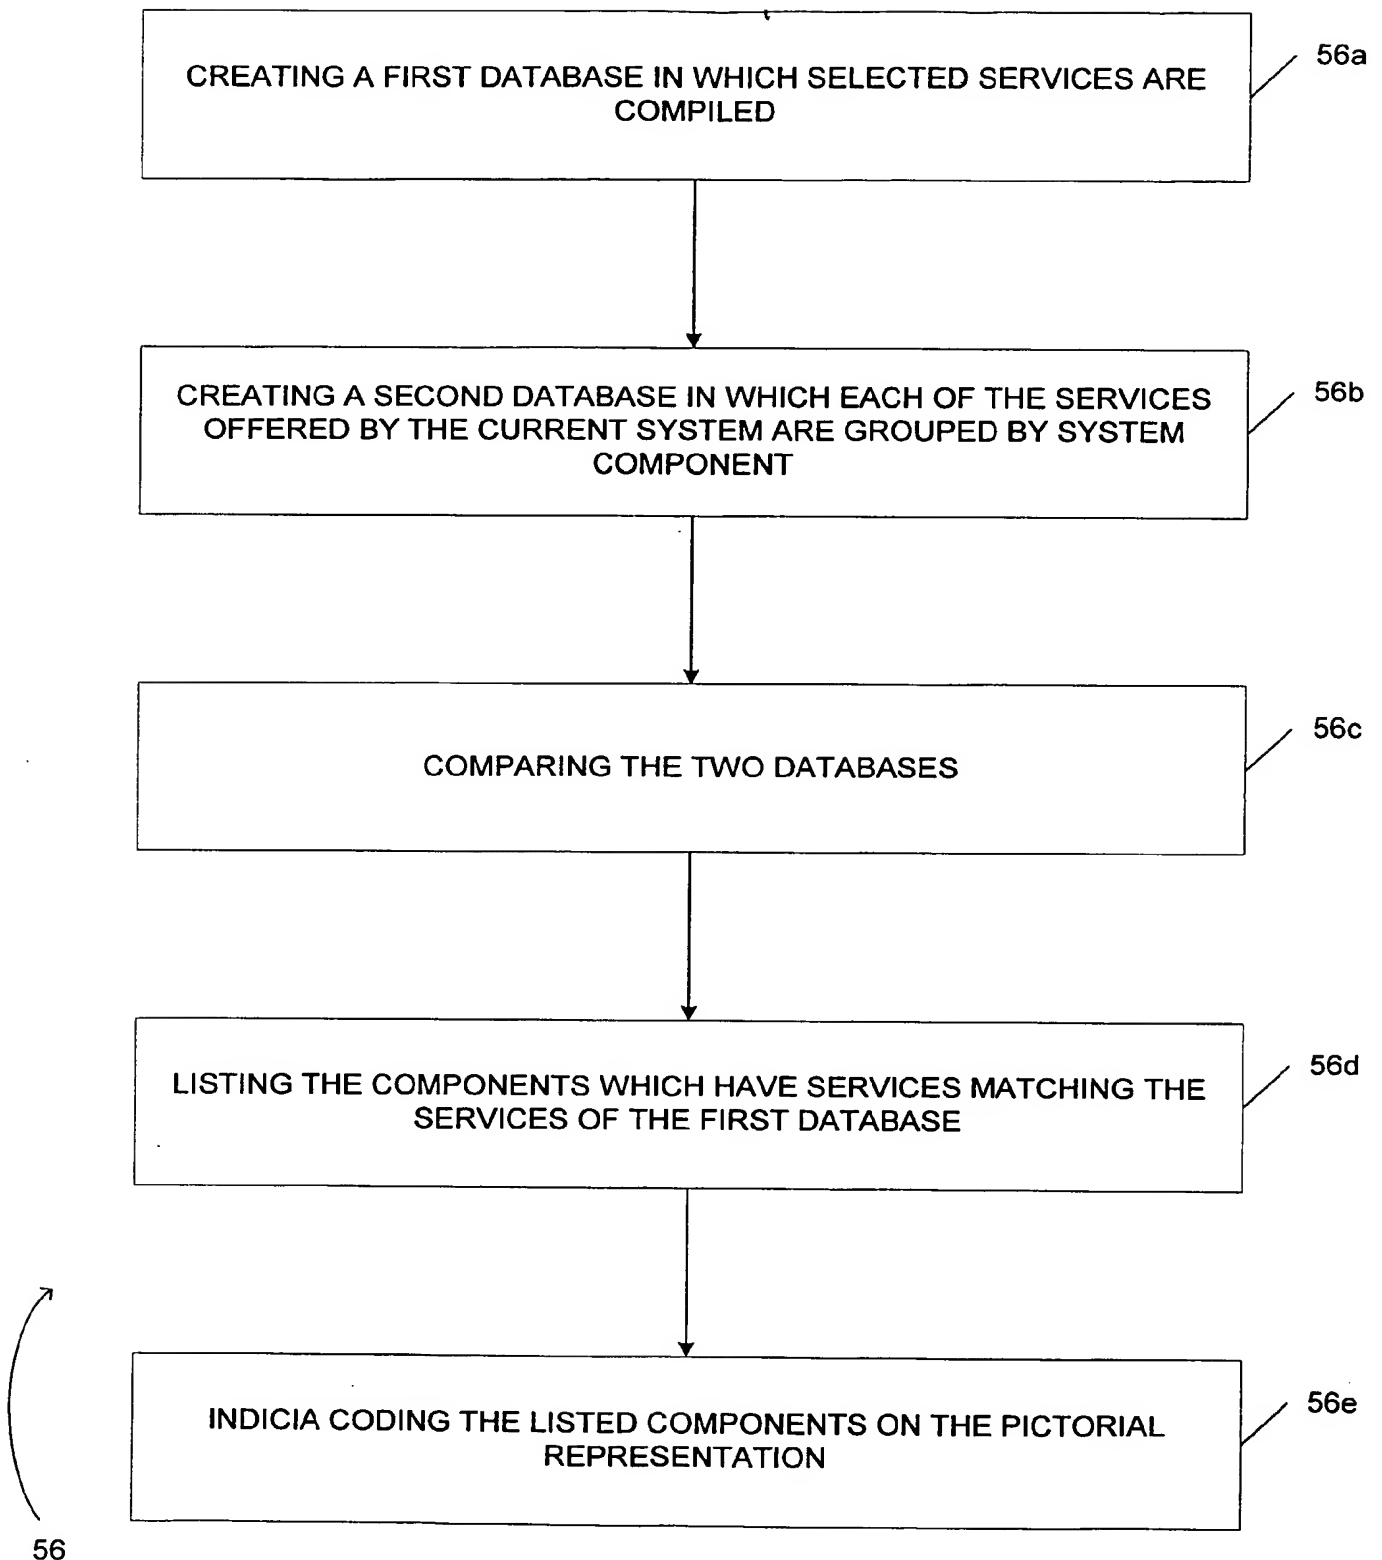 56a
CREATING A FIRST DATABASE IN WHICH SELECTED SERVICES ARE
COMPILED
56b
CREATING A SECOND DATABASE IN WHICH EACH OF THE SERVICES
OFFERED BY THE CURRENT SYSTEM ARE GROUPED BY SYSTEM
COMPONENT
56c
COMPARING THE TWO DATABASES
56d
LISTING THE COMPONENTS WHICH HAVE SERVICES MATCHING THE
SERVICES OF THE FIRST DATABASE
56e
INDICIA CODING THE LISTED COMPONENTS ON THE PICTORIAL
REPRESENTATION
56